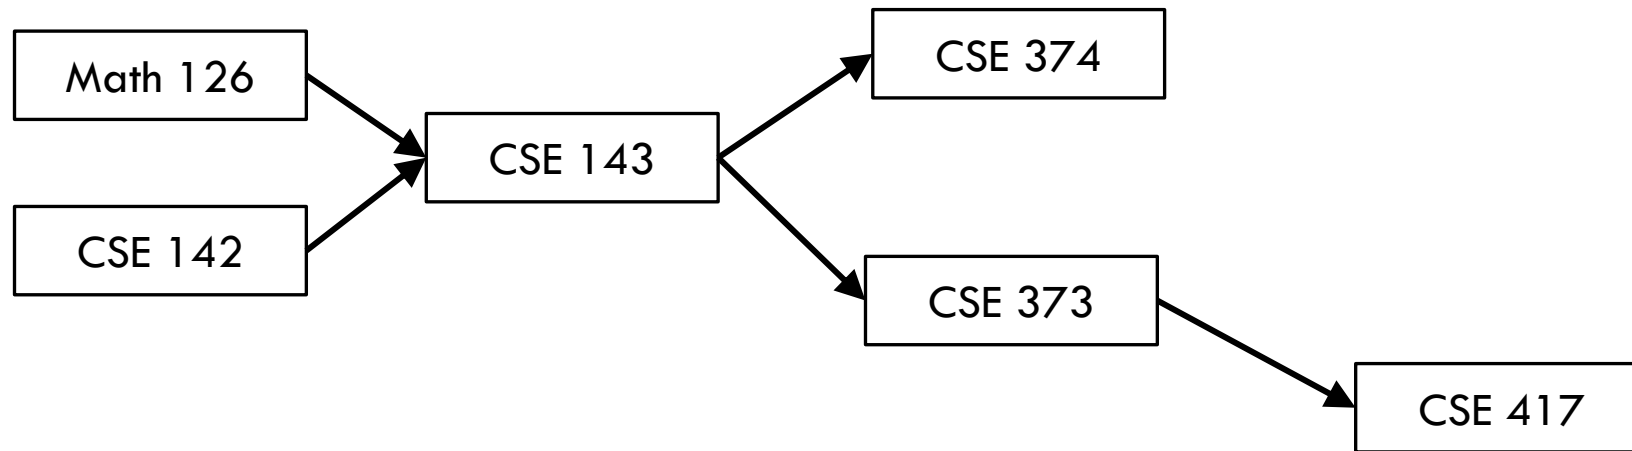 Math 126
CSE 142
CSE 143
CSE 374
CSE 373
CSE 417